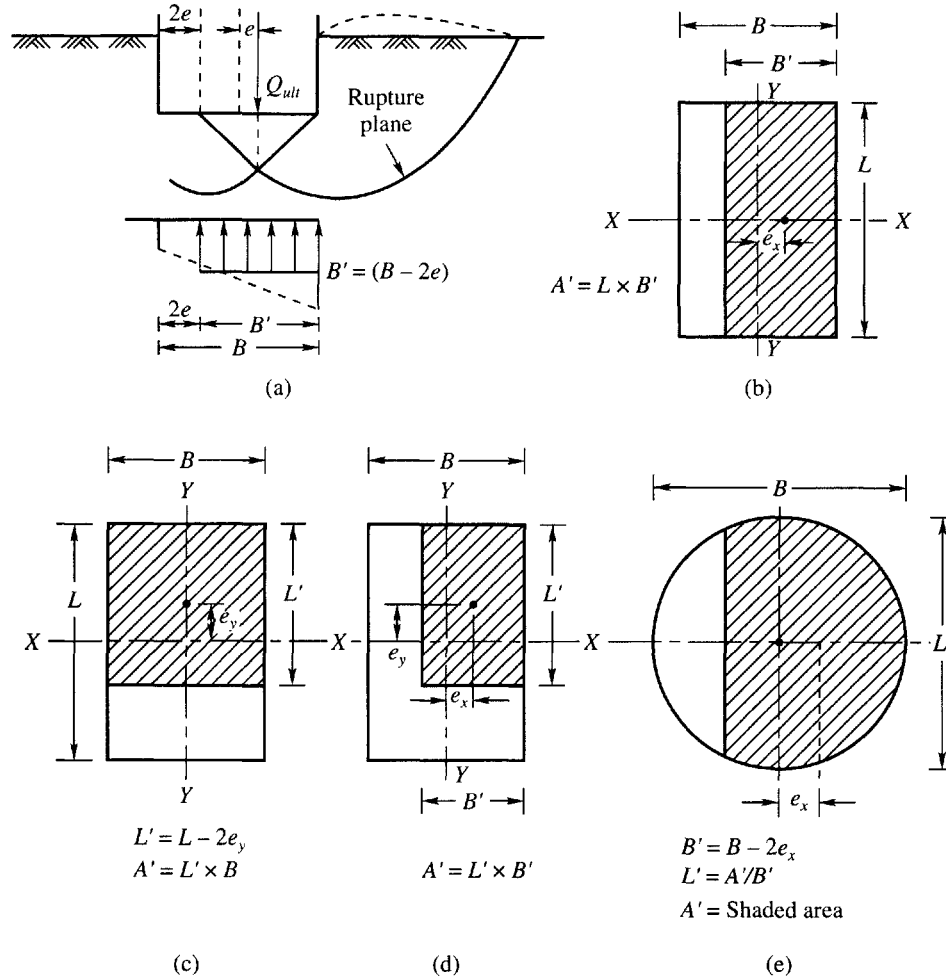 2e
e
Q_ult
Rupture
plane
B' = (B – 2e)
2e
B'
B
(a)
B
B'
Y
L
X
X
e_x
A' = L × B'
Y
(b)
B
Y
L
L'
e_y
X
Y
L' = L – 2e_y
A' = L' × B
(c)
B
Y
L'
X
e_y
e_x
Y
B'
A' = L' × B'
(d)
B
L
X
e_x
B' = B – 2e_x
L' = A'/B'
A' = Shaded area
(e)